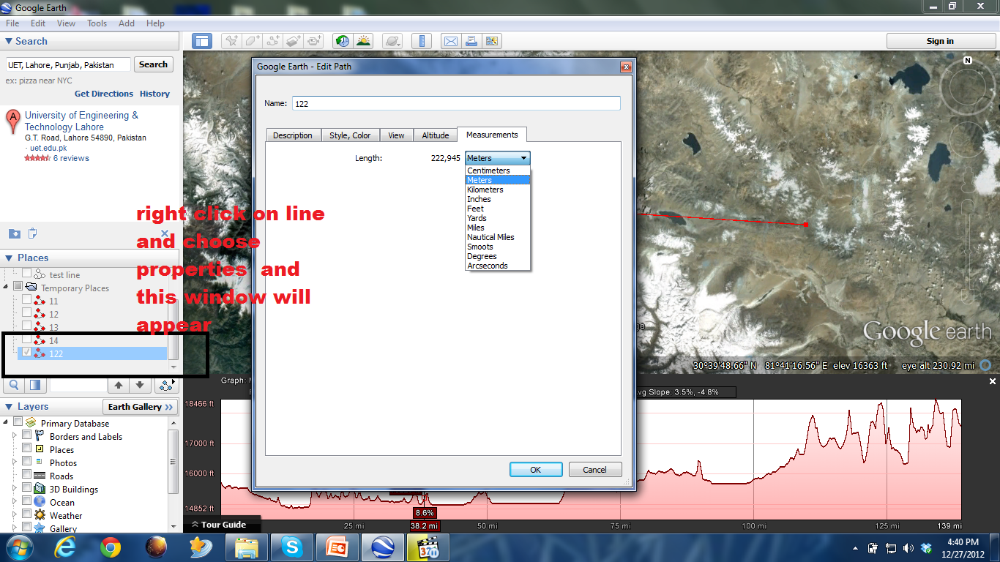 Google Earth
File Edit View Tools Add Help
Search
UET, Lahore, Punjab, Pakistan Search
ex: pizza near NYC
Get Directions History
A University of Engineering &
Technology Lahore
G.T. Road, Lahore 54890, Pakistan
· uet.edu.pk
6 reviews
Sign in
Google Earth - Edit Path
Name: 122
Description Style, Color View Altitude Measurements
Length: 222,945 Meters
Centimeters
Meters
Kilometers
Inches
Feet
Yards
Miles
Nautical Miles
Smoots
Degrees
Arcseconds
OK Cancel
right click on line
and choose
properties and
this window will
appear
Places
test line
Temporary Places
11
12
13
14
122
Layers Earth Gallery »
Primary Database
Borders and Labels
Places
Photos
Roads
3D Buildings
Ocean
Weather
Gallery
N
Google earth
30°39'48.66" N 81°41'16.56" E elev 16363 ft eye alt 230.92 mi
Graph:
Slope: 3.5%, -4.8%
18466 ft
17000 ft
16000 ft
14852 ft
8.6%
25 mi 38.2 mi 50 mi 75 mi 100 mi 125 mi 139 mi
Tour Guide
4:40 PM
12/27/2012